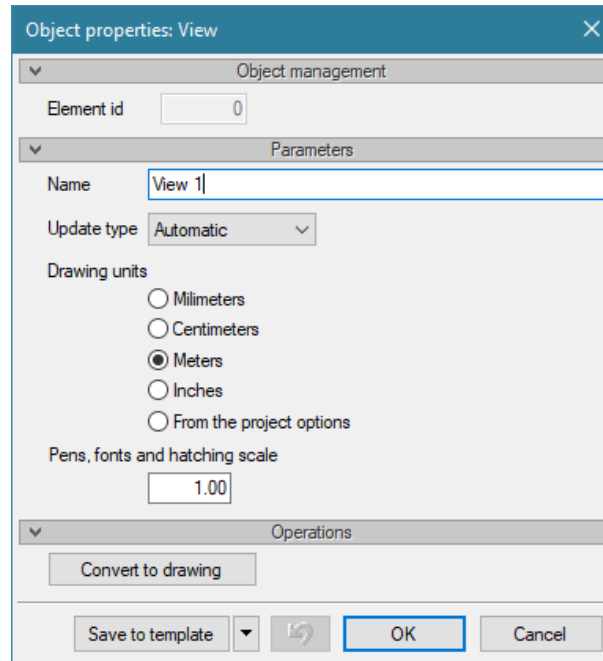 Object properties: View
Object management
Element id 0
Parameters
Name View 1
Update type Automatic
Drawing units
Milimeters
Centimeters
Meters
Inches
From the project options
Pens, fonts and hatching scale
1.00
Operations
Convert to drawing
Save to template OK Cancel